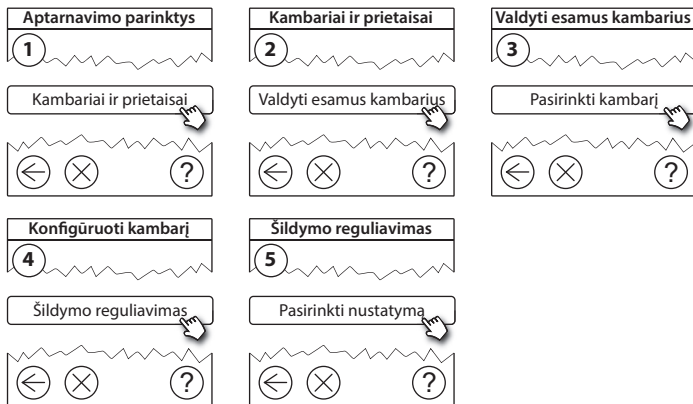 Aptarnavimo parinktys
1
Kambariai ir prietaisai
?
Kambariai ir prietaisai
2
Valdyti esamus kambarius
?
Valdyti esamus kambarius
3
Pasirinkti kambarį
?
Konfigūruoti kambarį
4
Šildymo reguliavimas
?
Šildymo reguliavimas
5
Pasirinkti nustatymą
?